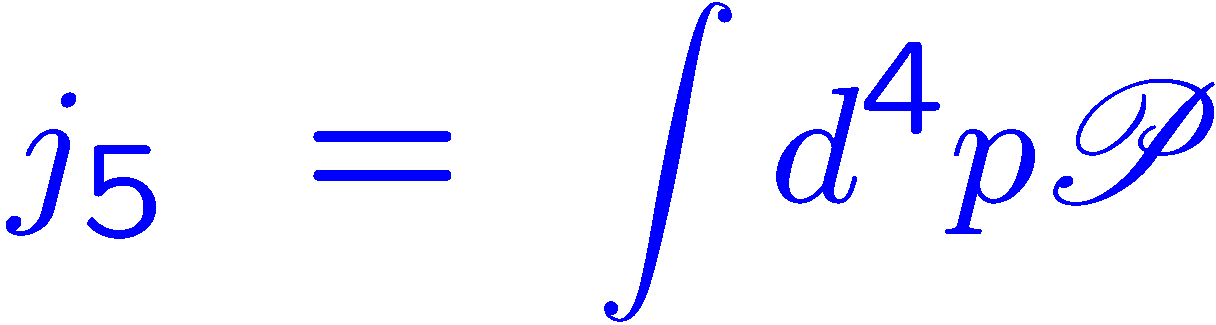 j₅ = ∫ d⁴p𝒫